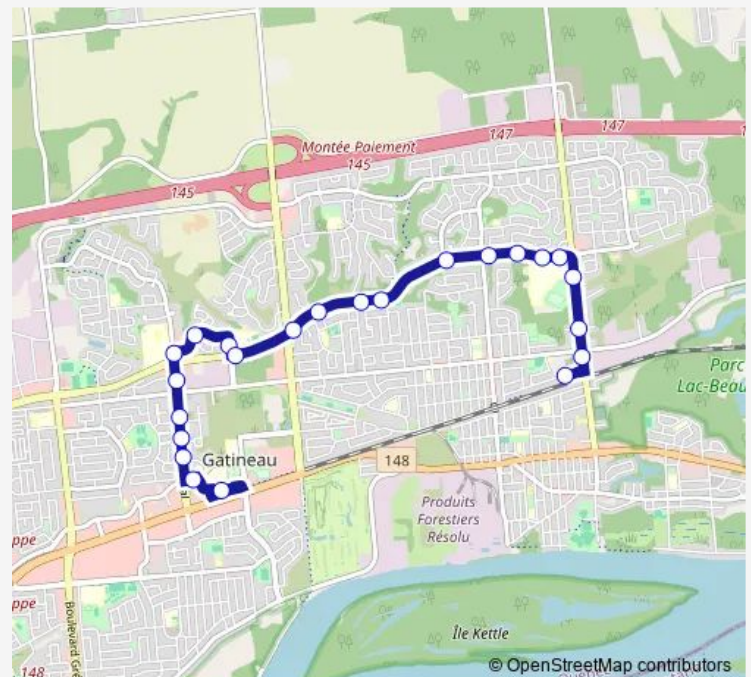 Montée Paiement
147
147
145
145
Parc
Lac-Beau
Gatineau
148
Produits
Forestiers
Résolu
ppe
ppe
Boulevard Gré
Île Kettle
148
© OpenStreetMap contributors